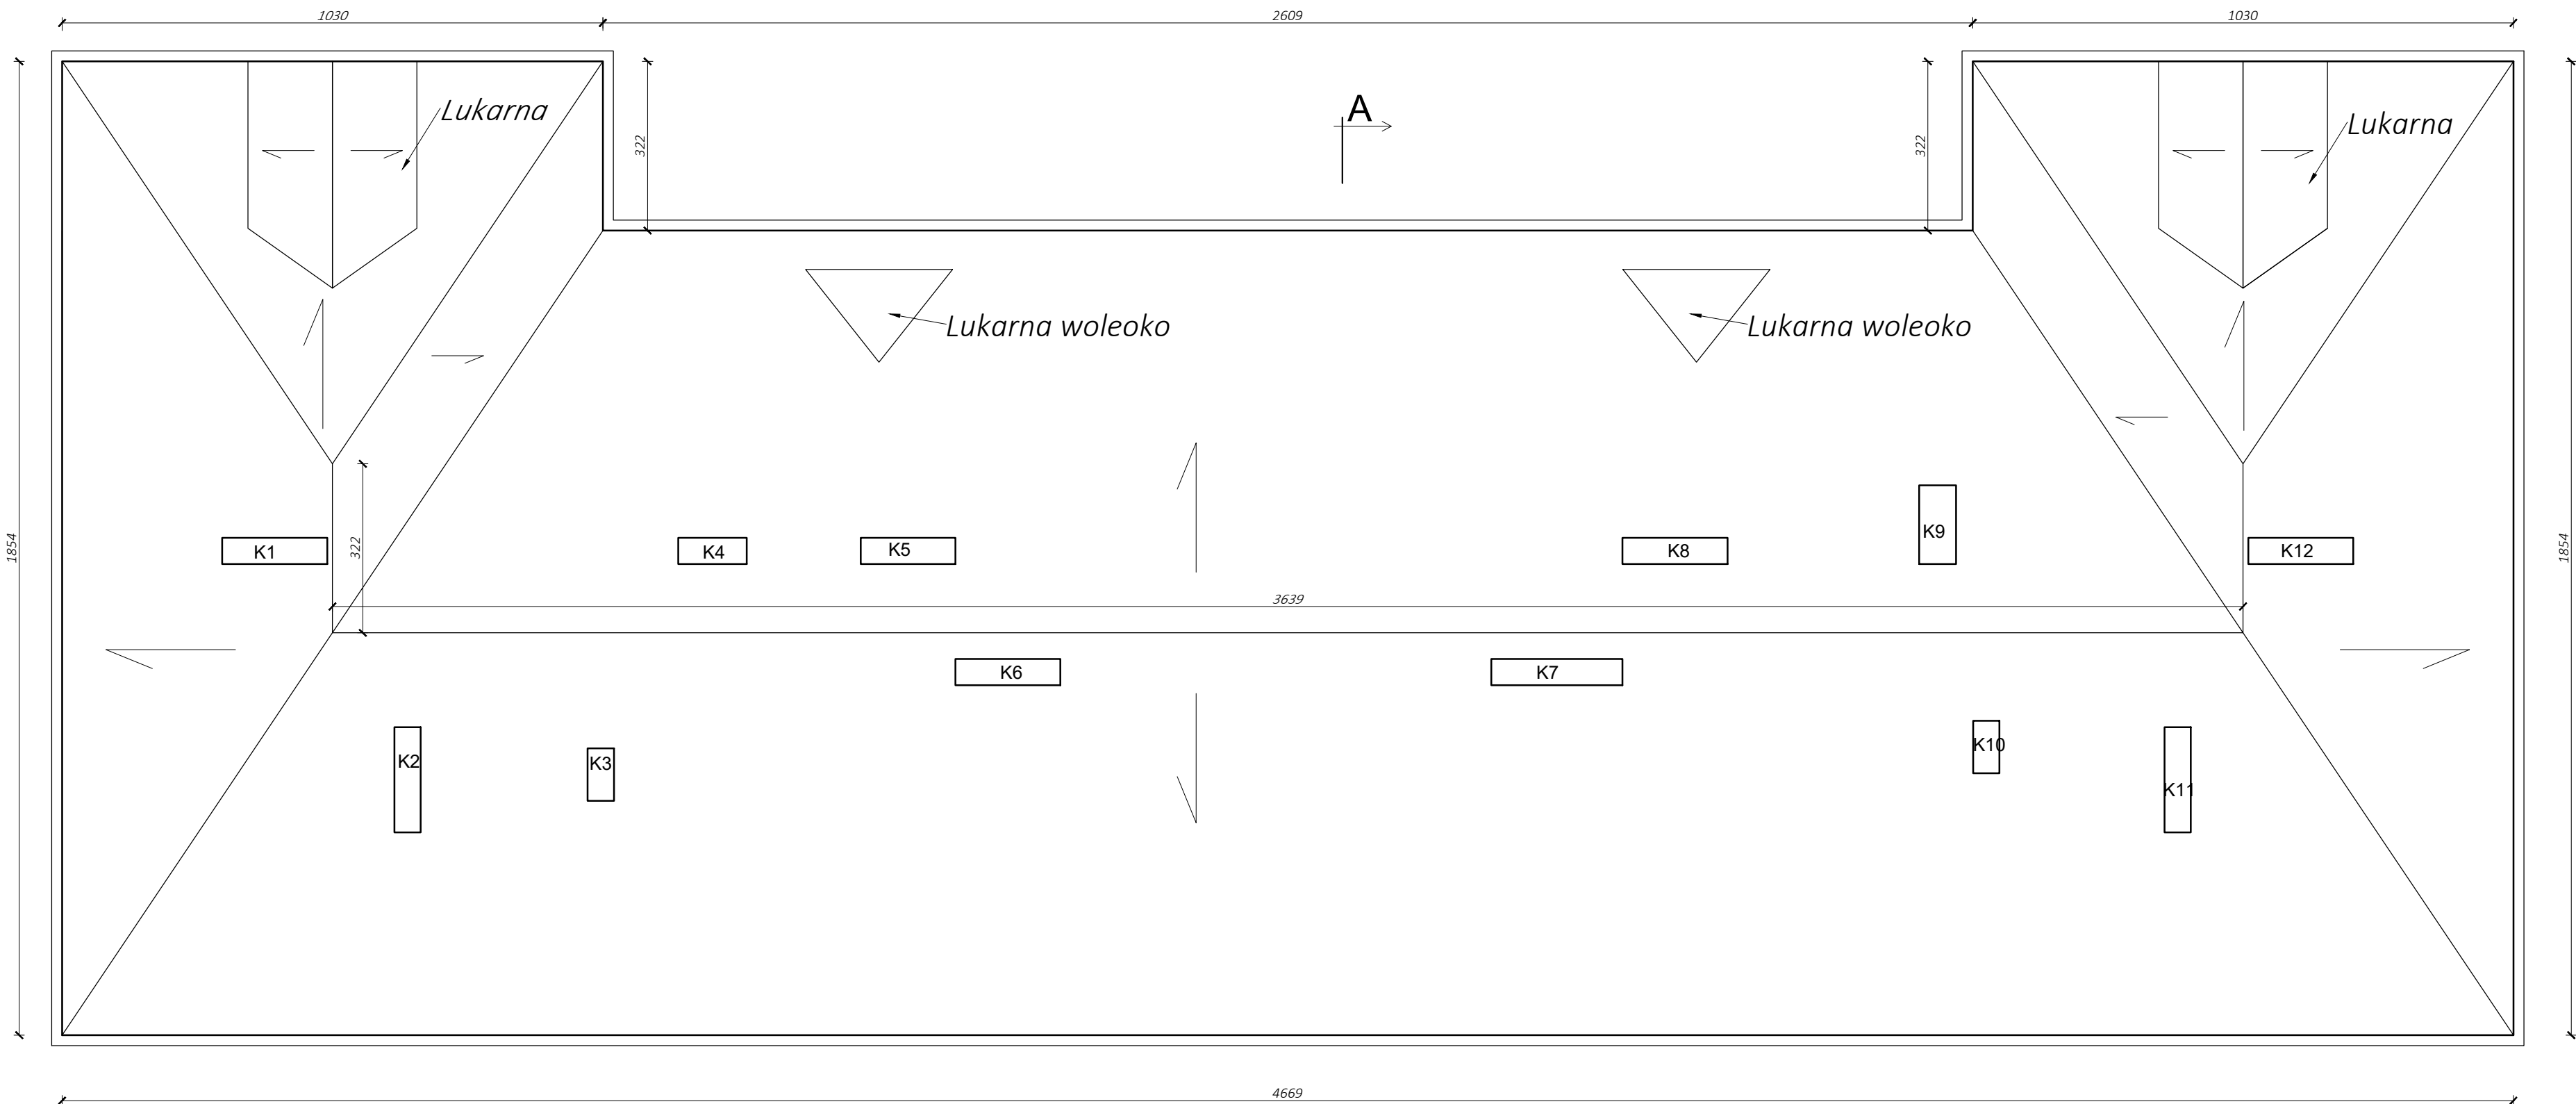 1030
2609
1030
Lukarna
A
Lukarna
322
322
Lukarna woleoko
Lukarna woleoko
1854
K1
322
K4
K5
K8
K9
K12
1854
3639
K6
K7
K2
K3
K10
K11
4669